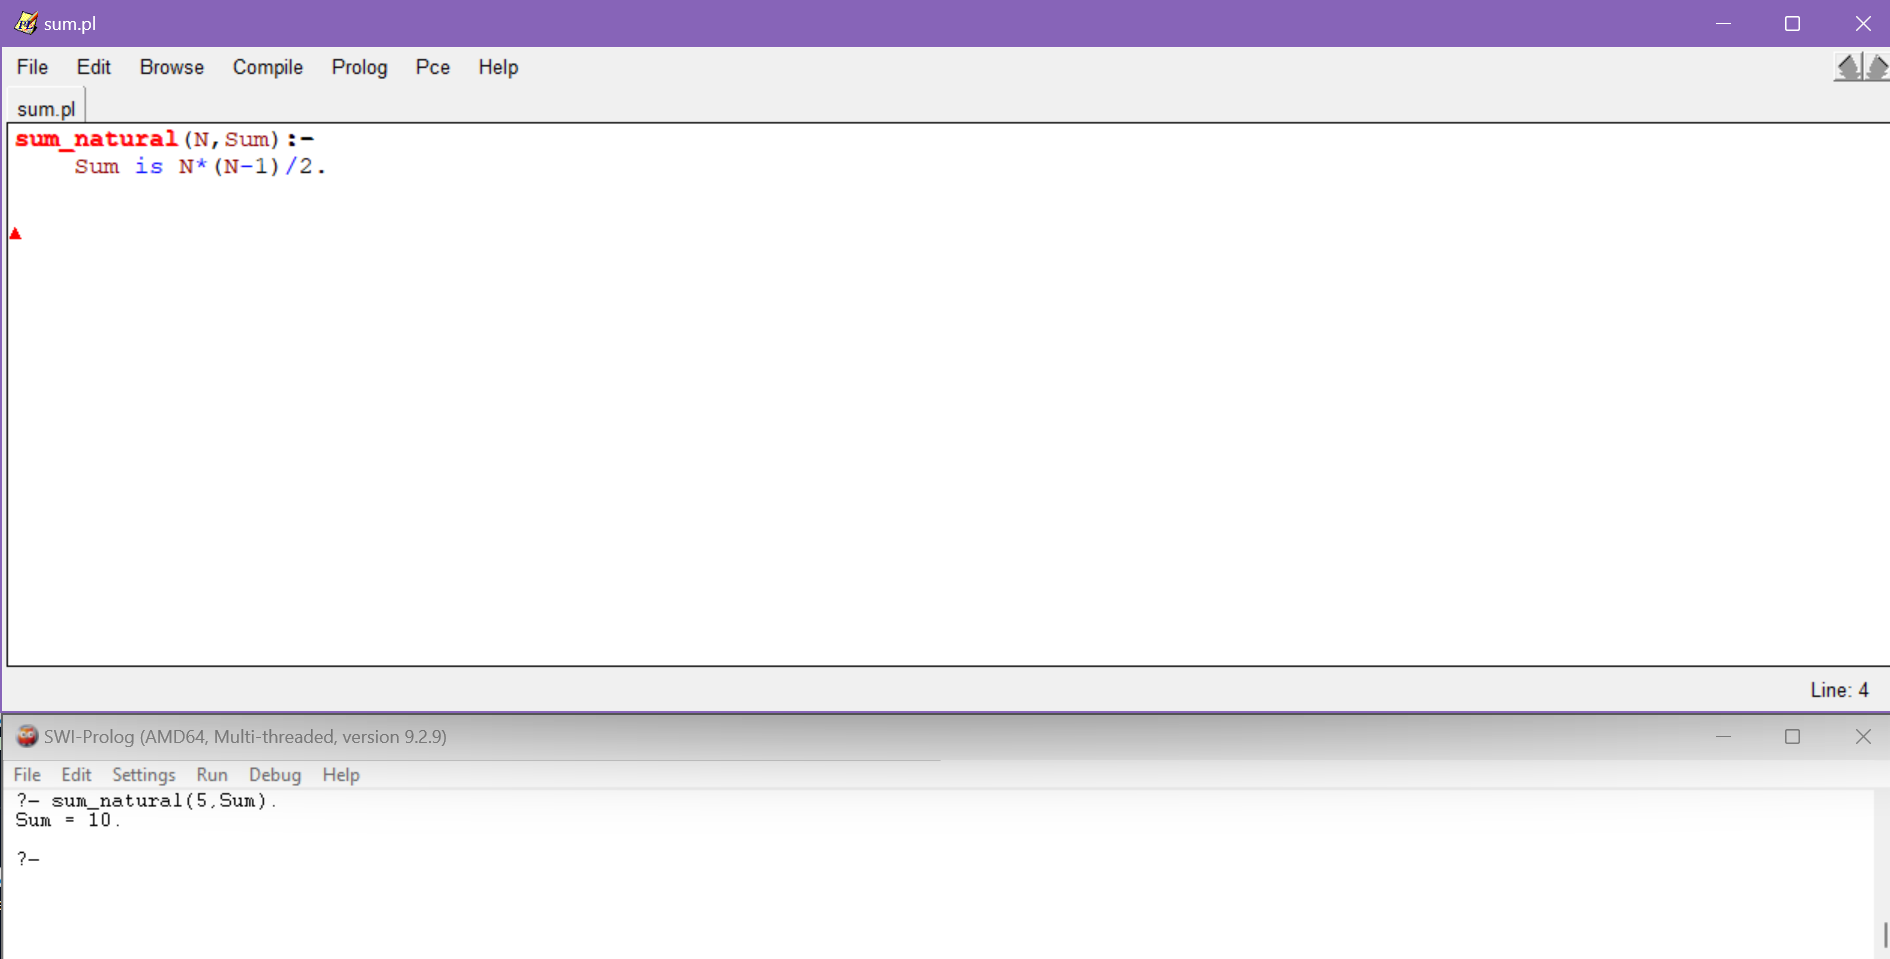 sum.pl
File Edit Browse Compile Prolog Pce Help
sum.pl
sum_natural(N,Sum):-
    Sum is N*(N-1)/2.
Line: 4
SWI-Prolog (AMD64, Multi-threaded, version 9.2.9)
File Edit Settings Run Debug Help
?- sum_natural(5,Sum).
Sum = 10.
?-